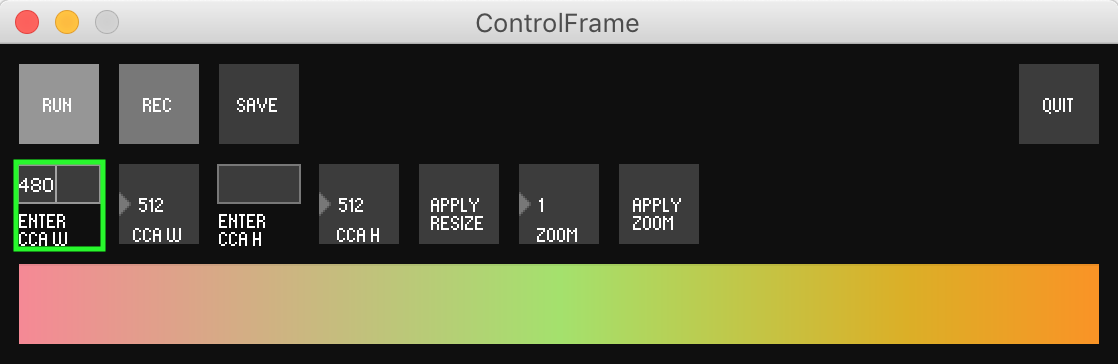 ControlFrame
RUN
REC
SAVE
QUIT
480
ENTER
CCA W
512
CCA W
ENTER
CCA H
512
CCA H
APPLY
RESIZE
1
ZOOM
APPLY
ZOOM